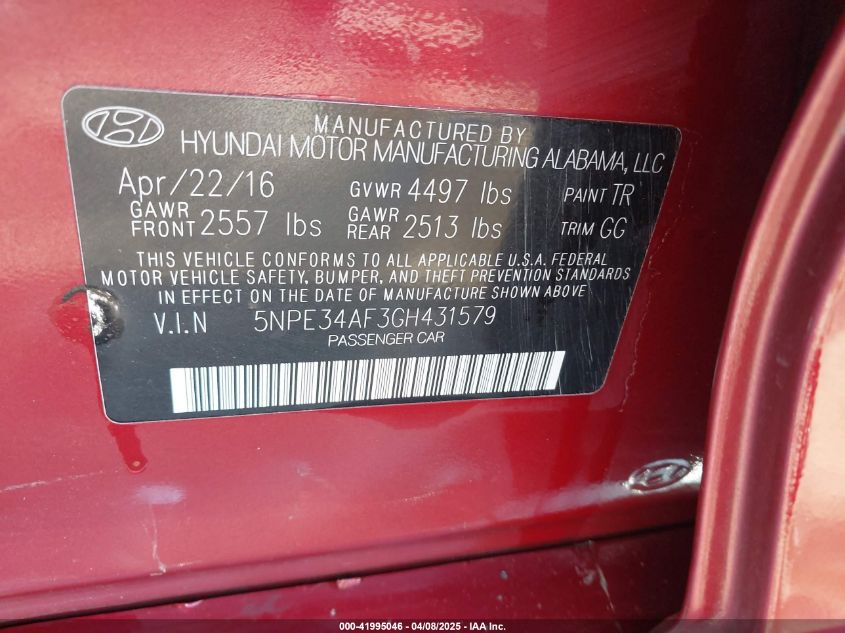 MANUFACTURED BY
HYUNDAI MOTOR MANUFACTURING ALABAMA, LLC
Apr/22/16 GVWR 4497 lbs PAINT TR
GAWR FRONT 2557 lbs GAWR REAR 2513 lbs TRIM GG
THIS VEHICLE CONFORMS TO ALL APPLICABLE U.S.A. FEDERAL
MOTOR VEHICLE SAFETY, BUMPER, AND THEFT PREVENTION STANDARDS
IN EFFECT ON THE DATE OF MANUFACTURE SHOWN ABOVE
V.I.N 5NPE34AF3GH431579
PASSENGER CAR
000-41995046 - 04/08/2025 - IAA Inc.